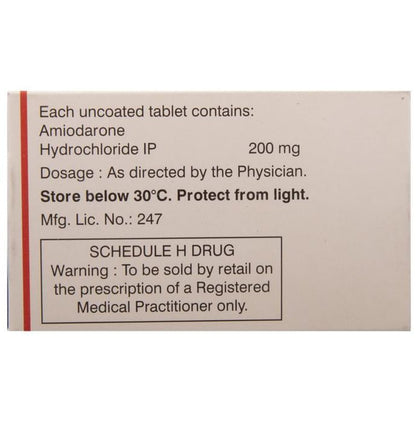 Each uncoated tablet contains:
Amiodarone
Hydrochloride IP 200 mg
Dosage : As directed by the Physician.
Store below 30°C. Protect from light.
Mfg. Lic. No.: 247
SCHEDULE H DRUG
Warning : To be sold by retail on
the prescription of a Registered
Medical Practitioner only.